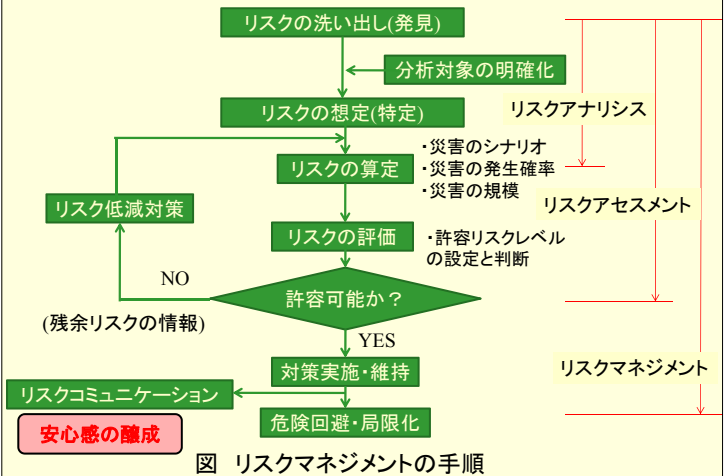 リスクの洗い出し(発見)
分析対象の明確化
リスクの想定(特定)
リスクアナリシス
・災害のシナリオ
・災害の発生確率
・災害の規模
リスクの算定
リスク低減対策
リスクアセスメント
リスクの評価
・許容リスクレベル
の設定と判断
NO
許容可能か?
(残余リスクの情報)
YES
対策実施・維持
リスクマネジメント
リスクコミュニケーション
危険回避・局限化
安心感の醸成
図 リスクマネジメントの手順